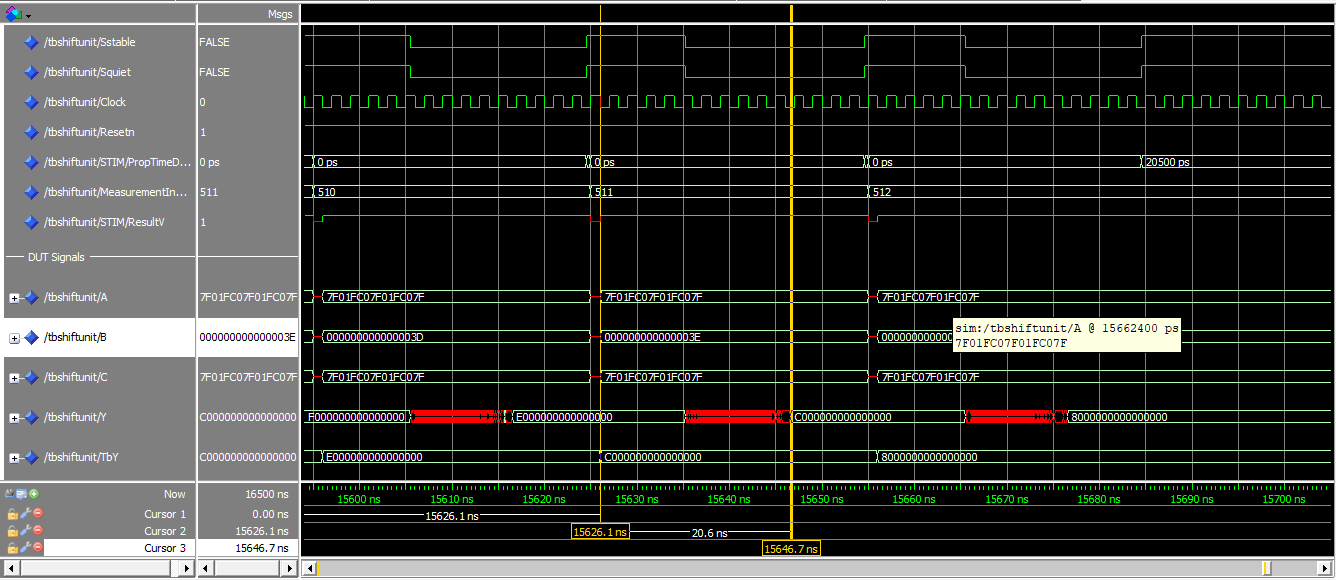 Msgs
/tbshiftunit/Sstable FALSE
/tbshiftunit/Squiet FALSE
/tbshiftunit/Clock 0
/tbshiftunit/Resetn 1
/tbshiftunit/STIM/PropTimeD... 0 ps 0 ps 0 ps 0 ps 20500 ps
/tbshiftunit/MeasurementIn... 511 510 511 512
/tbshiftunit/STIM/ResultV 1
DUT Signals
/tbshiftunit/A 7F01FC07F01FC07F 7F01FC07F01FC07F 7F01FC07F01FC07F 7F01FC07F01FC07F
sim:/tbshiftunit/A @ 15662400 ps
7F01FC07F01FC07F
/tbshiftunit/B 000000000000003E 000000000000003D 000000000000003E
/tbshiftunit/C 7F01FC07F01FC07F 7F01FC07F01FC07F 7F01FC07F01FC07F 7F01FC07F01FC07F
/tbshiftunit/Y C000000000000000 F000000000000000 E000000000000000 C000000000000000 8000000000000000
/tbshiftunit/TbY C000000000000000 E000000000000000 C000000000000000 8000000000000000
Now 16500 ns 15600 ns 15610 ns 15620 ns 15630 ns 15640 ns 15650 ns 15660 ns 15670 ns 15680 ns 15690 ns 15700 ns
Cursor 1 0.00 ns 15626.1 ns
Cursor 2 15626.1 ns 15626.1 ns 20.6 ns
Cursor 3 15646.7 ns 15646.7 ns